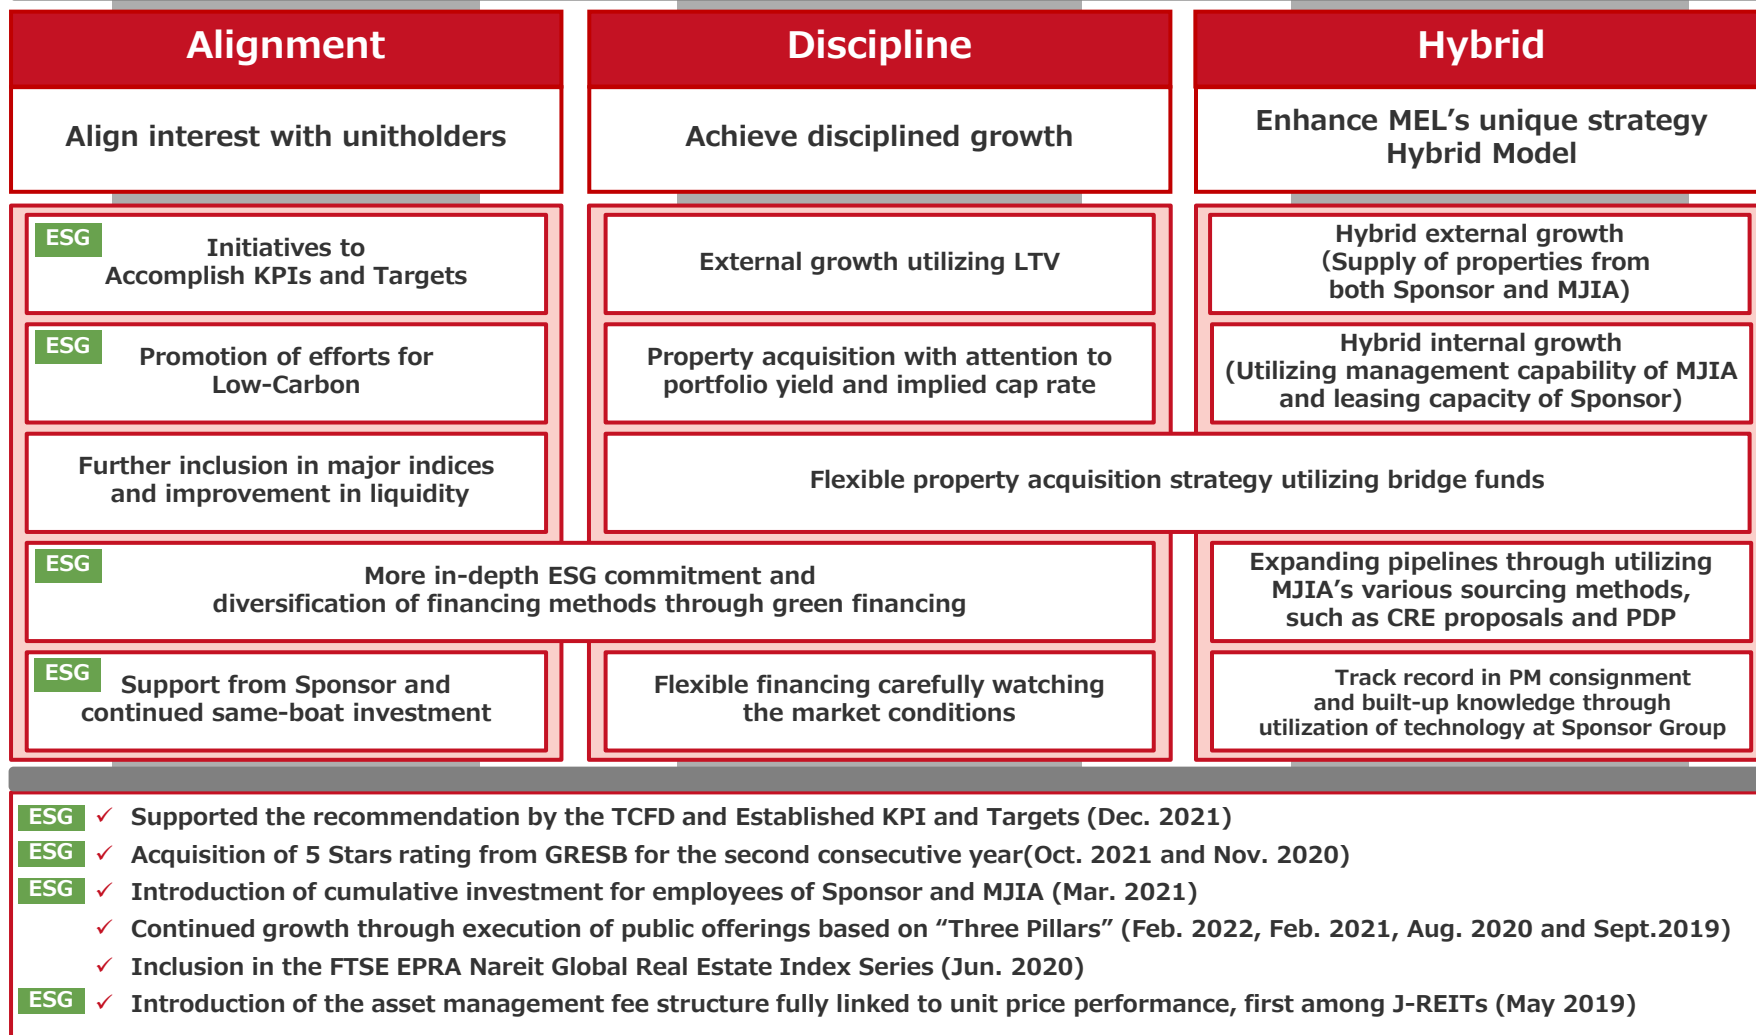 Alignment
Align interest with unitholders
Discipline
Achieve disciplined growth
Hybrid
Enhance MEL’s unique strategy
Hybrid Model
ESG
Initiatives to
Accomplish KPIs and Targets
External growth utilizing LTV
Hybrid external growth
(Supply of properties from
both Sponsor and MJIA)
ESG
Promotion of efforts for
Low-Carbon
Property acquisition with attention to
portfolio yield and implied cap rate
Hybrid internal growth
(Utilizing management capability of MJIA
and leasing capacity of Sponsor)
Further inclusion in major indices
and improvement in liquidity
Flexible property acquisition strategy utilizing bridge funds
ESG
More in-depth ESG commitment and
diversification of financing methods through green financing
Expanding pipelines through utilizing
MJIA’s various sourcing methods,
such as CRE proposals and PDP
ESG
Support from Sponsor and
continued same-boat investment
Flexible financing carefully watching
the market conditions
Track record in PM consignment
and built-up knowledge through
utilization of technology at Sponsor Group
ESG ✓ Supported the recommendation by the TCFD and Established KPI and Targets (Dec. 2021)
ESG ✓ Acquisition of 5 Stars rating from GRESB for the second consecutive year(Oct. 2021 and Nov. 2020)
ESG ✓ Introduction of cumulative investment for employees of Sponsor and MJIA (Mar. 2021)
✓ Continued growth through execution of public offerings based on “Three Pillars” (Feb. 2022, Feb. 2021, Aug. 2020 and Sept.2019)
✓ Inclusion in the FTSE EPRA Nareit Global Real Estate Index Series (Jun. 2020)
ESG ✓ Introduction of the asset management fee structure fully linked to unit price performance, first among J-REITs (May 2019)